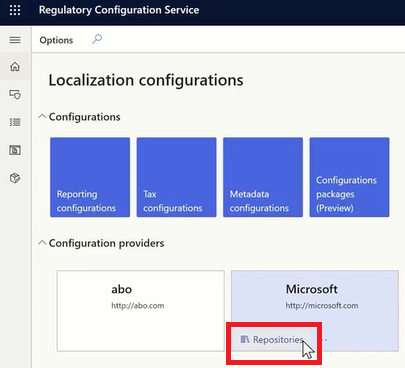 Regulatory Configuration Service
Options
Localization configurations
Configurations
Reporting
configurations
Tax
configurations
Metadata
configurations
Configurations
packages
(Preview)
Configuration providers
abo
http://abo.com
Microsoft
http://microsoft.com
Repositories
...